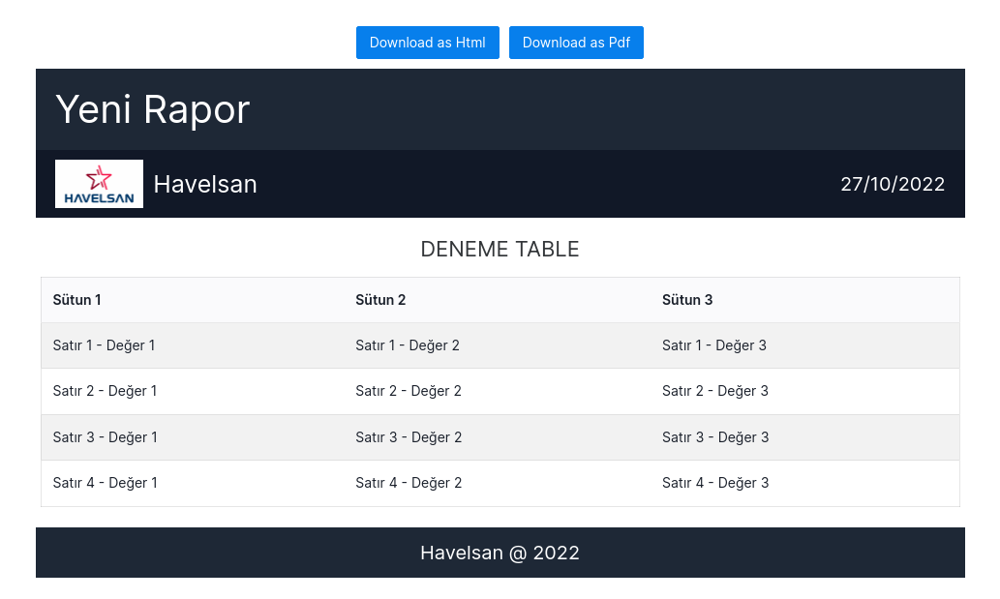 Download as Html Download as Pdf
Yeni Rapor
HAVELSAN Havelsan 27/10/2022
DENEME TABLE
Sütun 1 Sütun 2 Sütun 3
Satır 1 - Değer 1 Satır 1 - Değer 2 Satır 1 - Değer 3
Satır 2 - Değer 1 Satır 2 - Değer 2 Satır 2 - Değer 3
Satır 3 - Değer 1 Satır 3 - Değer 2 Satır 3 - Değer 3
Satır 4 - Değer 1 Satır 4 - Değer 2 Satır 4 - Değer 3
Havelsan @ 2022